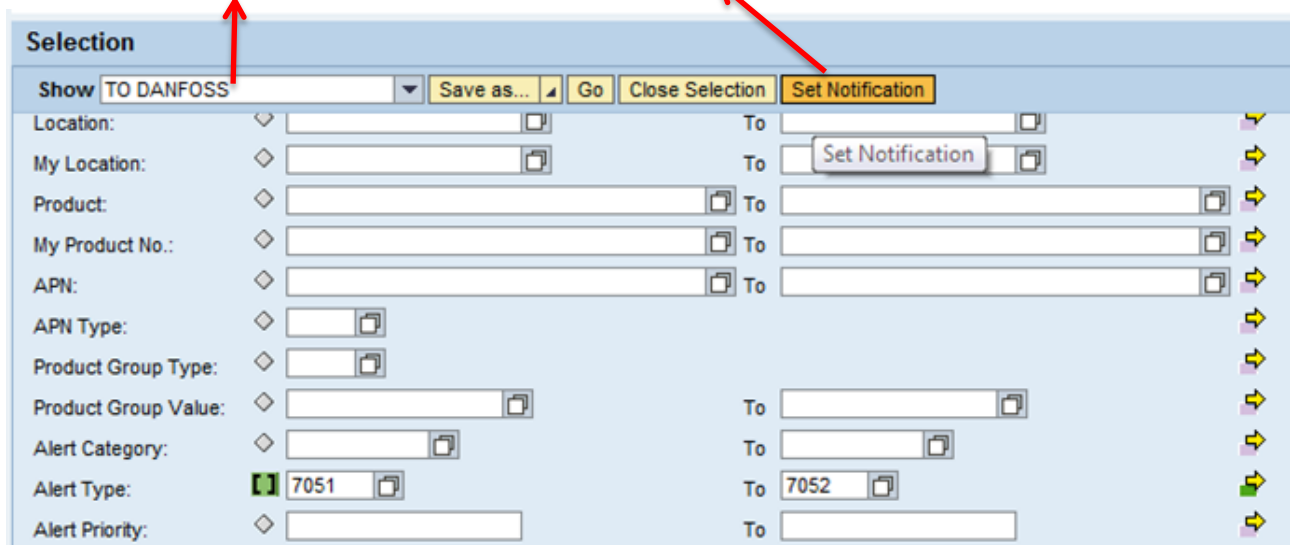 Selection
Show TO DANFOSS Save as... Go Close Selection Set Notification
Location: To
My Location: To Set Notification
Product: To
My Product No.: To
APN: To
APN Type:
Product Group Type:
Product Group Value: To
Alert Category: To
Alert Type: 7051 To 7052
Alert Priority: To